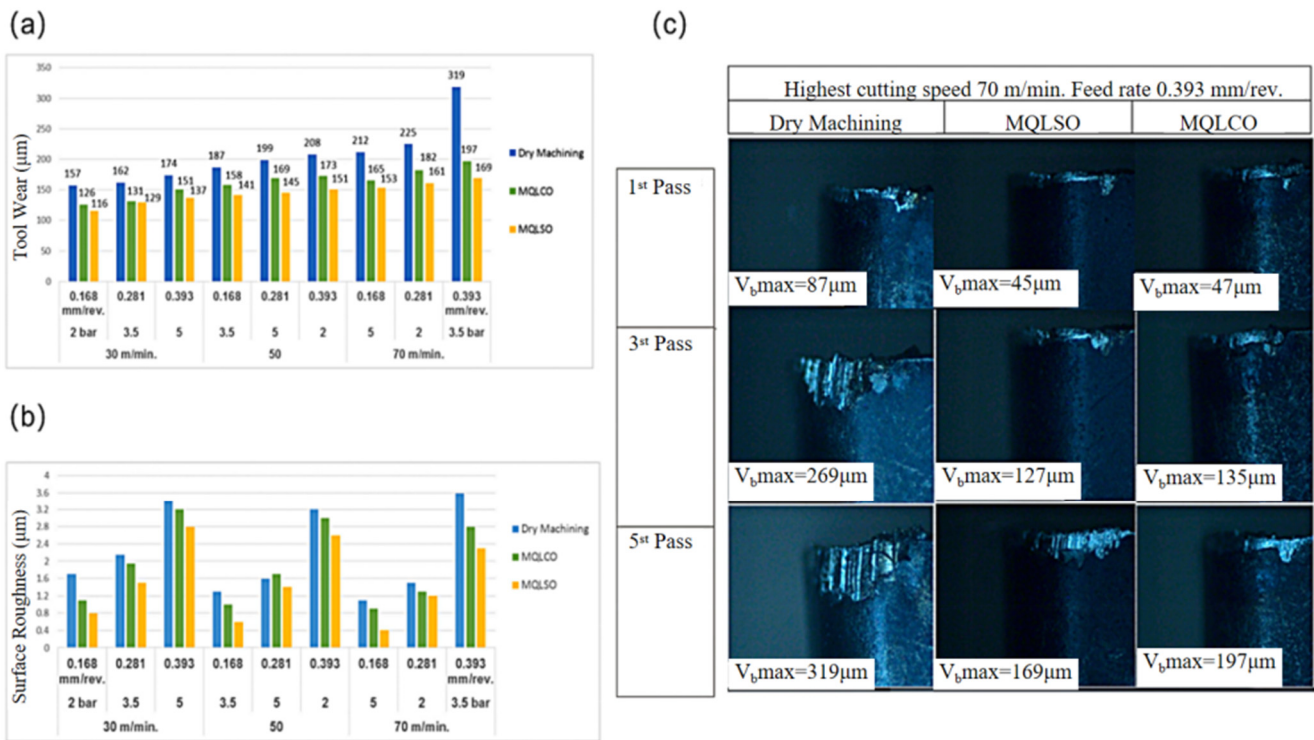 (a)
350
300
250
200
150
100
50
0
Tool Wear (μm)
157 126 116 162 131 129 174 151 137 187 158 141 199 169 145 208 173 151 212 165 153 225 182 161 319 197 169
Dry Machining
MQLCO
MQLSO
0.168 0.281 0.393 0.168 0.281 0.393 0.168 0.281 0.393
mm/rev. mm/rev.
2 bar 3.5 5 3.5 5 2 5 2 3.5 bar
30 m/min. 50 70 m/min.
(b)
4
3.6
3.2
2.8
2.4
2
1.6
1.2
0.8
0.4
0
Surface Roughness (μm)
Dry Machining
MQLCO
MQLSO
0.168 0.281 0.393 0.168 0.281 0.393 0.168 0.281 0.393
mm/rev. mm/rev.
2 bar 3.5 5 3.5 5 2 5 2 3.5 bar
30 m/min. 50 70 m/min.
(c)
Highest cutting speed 70 m/min. Feed rate 0.393 mm/rev.
Dry Machining MQLSO MQLCO
1st Pass
Vbmax=87μm Vbmax=45μm Vbmax=47μm
3st Pass
Vbmax=269μm Vbmax=127μm Vbmax=135μm
5st Pass
Vbmax=319μm Vbmax=169μm Vbmax=197μm